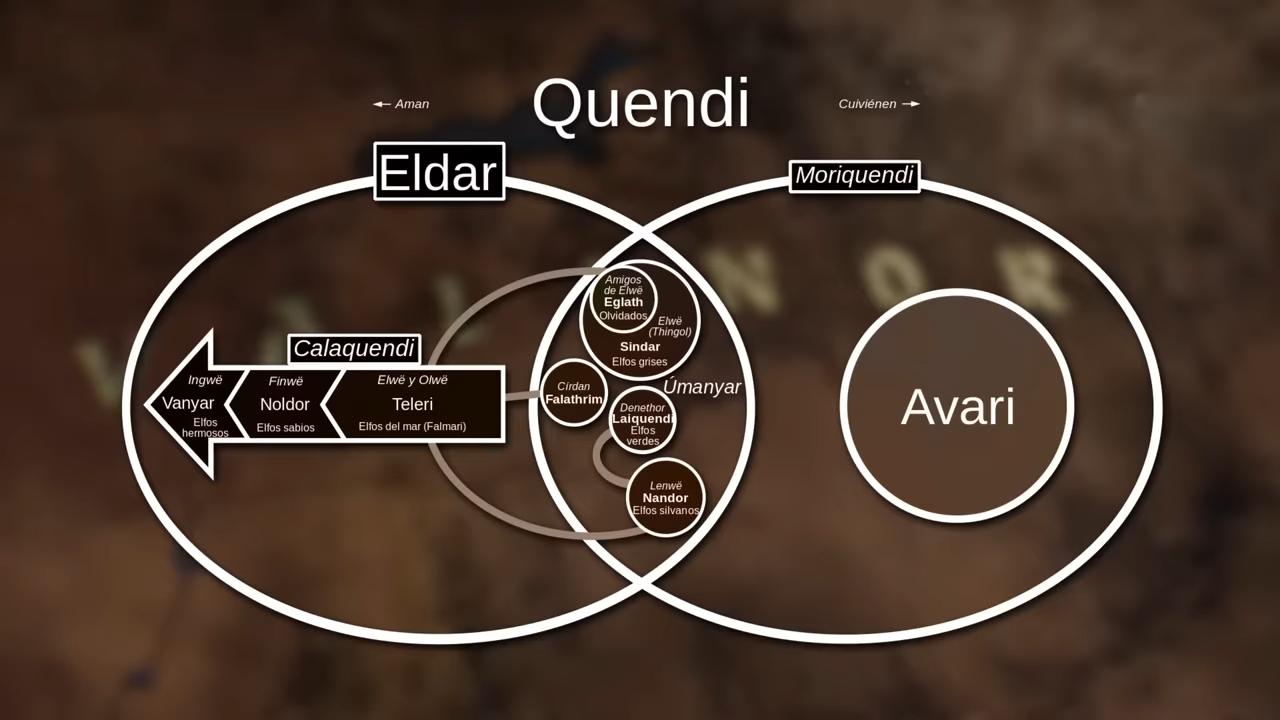 Quendi
Aman
Cuiviénen
Eldar
Moriquendi
VALINOR
Calaquendi
Ingwë
Vanyar
Elfos
hermosos
Finwë
Noldor
Elfos sabios
Elwë y Olwë
Teleri
Elfos del mar (Falmari)
Amigos
de Elwë
Eglath
Olvidados
Elwë
(Thingol)
Sindar
Elfos grises
Círdan
Falathrim
Úmanyar
Denethor
Laiquendi
Elfos
verdes
Lenwë
Nandor
Elfos silvanos
Avari